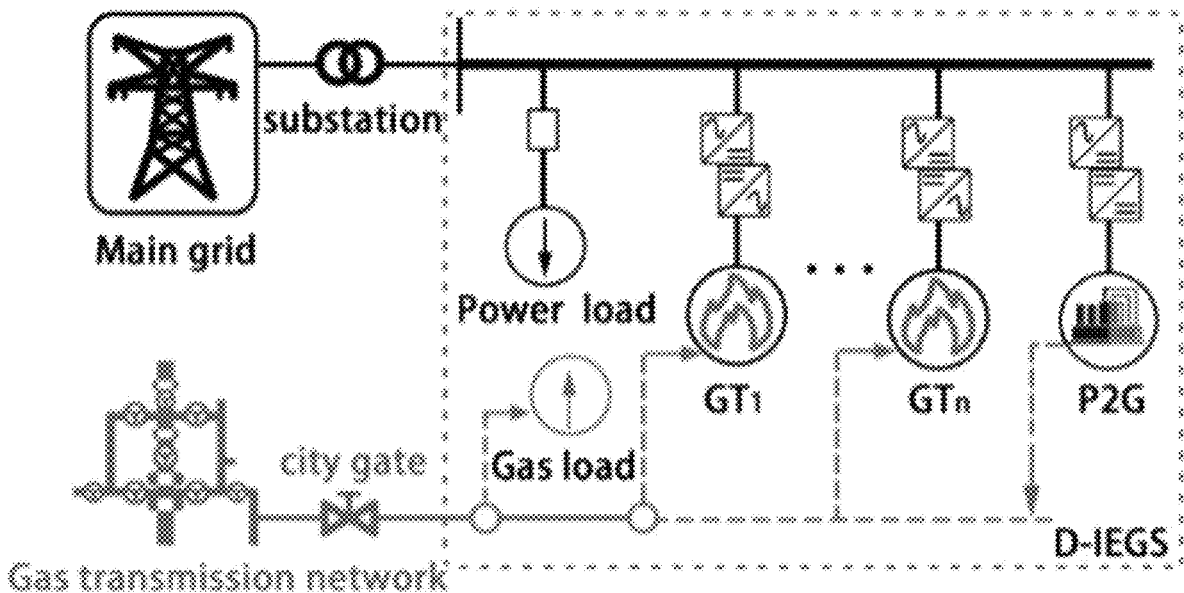 substation
Main grid
Power load
GT1
GTn
P2G
city gate
Gas load
D-IEGS
Gas transmission network